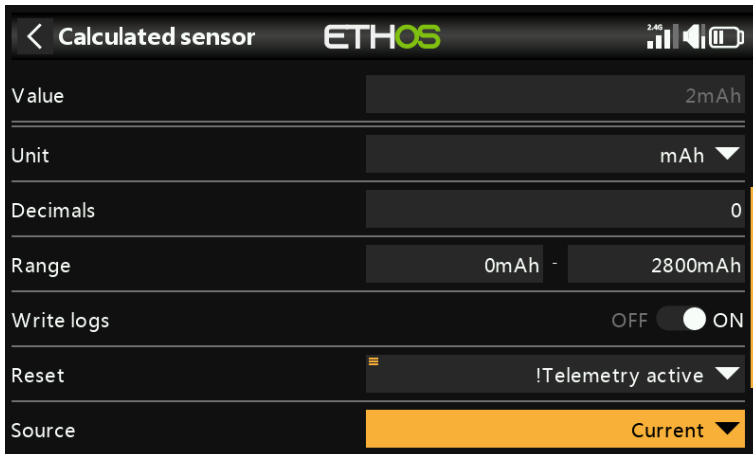 Calculated sensor ETHOS 2.4G
Value 2mAh
Unit mAh
Decimals 0
Range 0mAh - 2800mAh
Write logs OFF ON
Reset !Telemetry active
Source Current